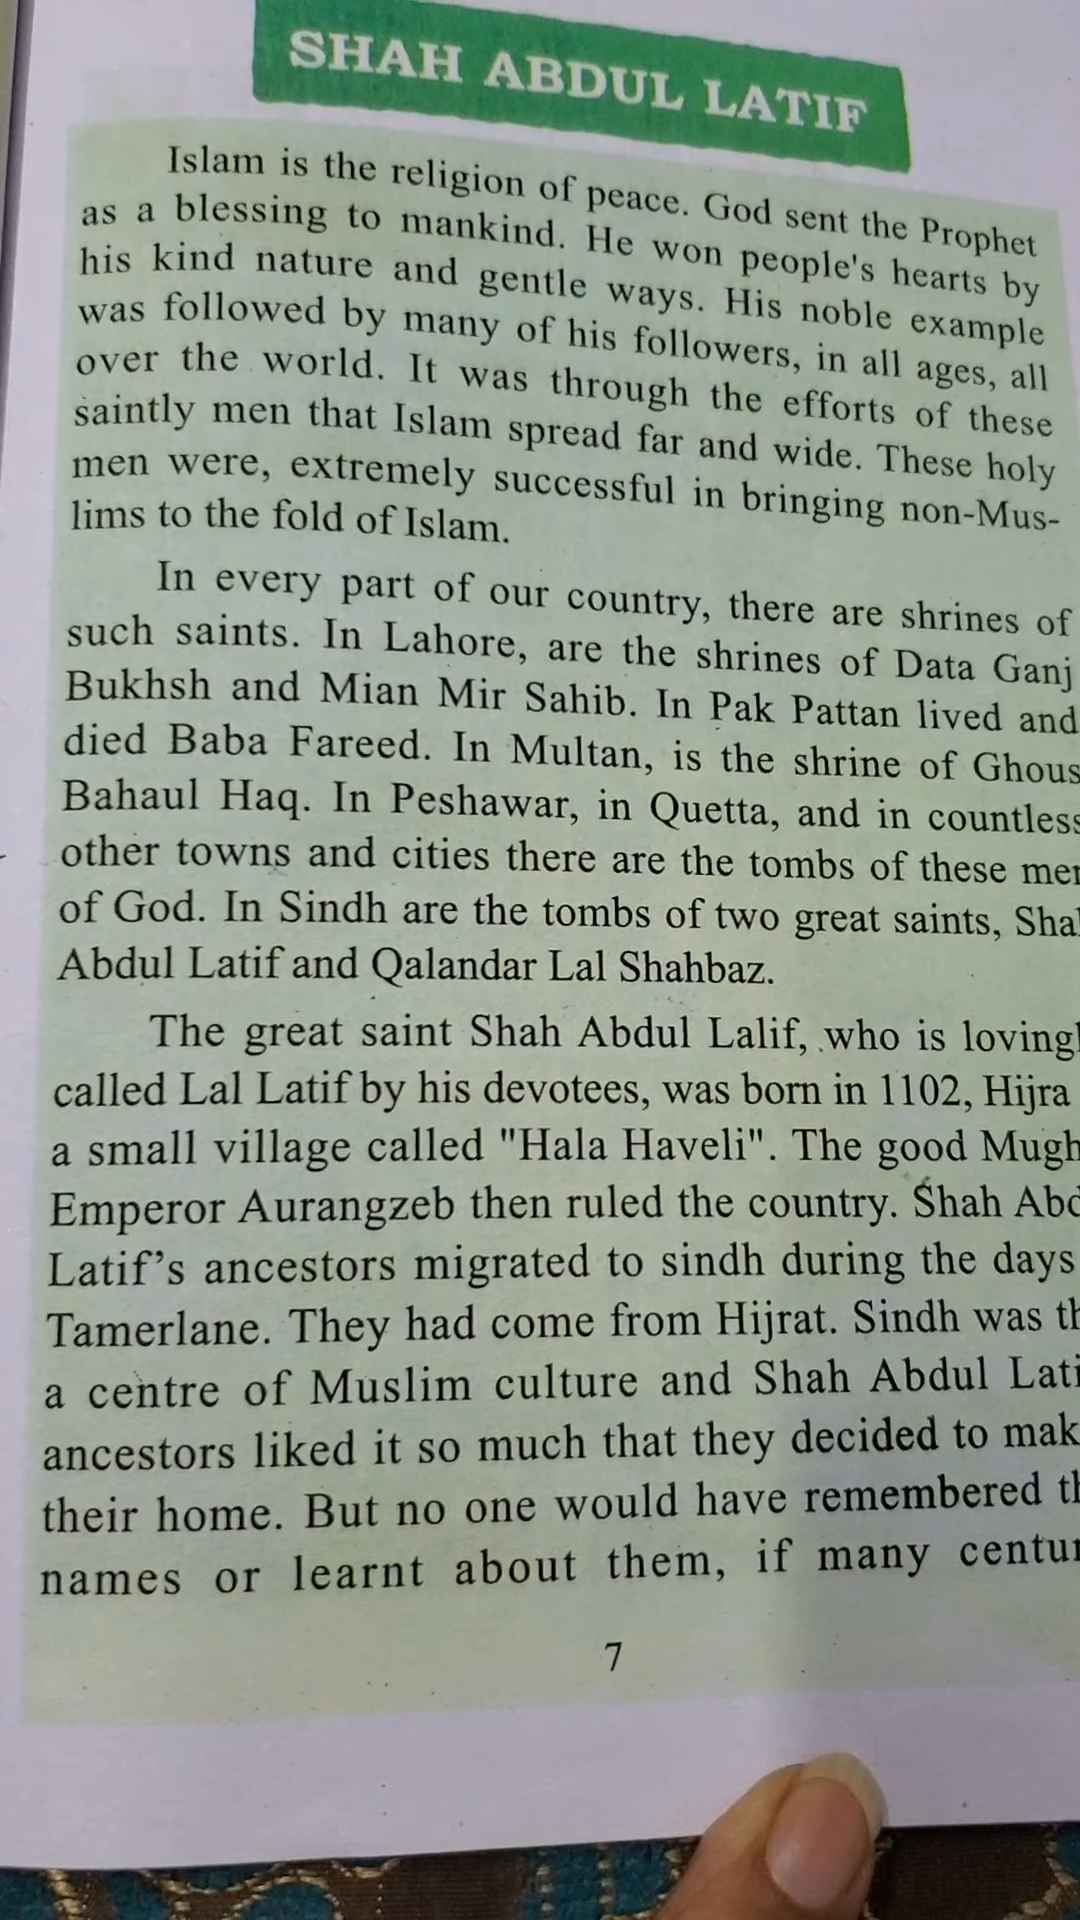 SHAH ABDUL LATIF
Islam is the religion of peace. God sent the Prophet
as a blessing to mankind. He won people's hearts by
his kind nature and gentle ways. His noble example
was followed by many of his followers, in all ages, all
over the world. It was through the efforts of these
saintly men that Islam spread far and wide. These holy
men were, extremely successful in bringing non-Mus-
lims to the fold of Islam.
In every part of our country, there are shrines of
such saints. In Lahore, are the shrines of Data Ganj
Bukhsh and Mian Mir Sahib. In Pak Pattan lived and
died Baba Fareed. In Multan, is the shrine of Ghous
Bahaul Haq. In Peshawar, in Quetta, and in countless
other towns and cities there are the tombs of these
of God. In Sindh are the tombs of two great saints,
Abdul Latif and Qalandar Lal Shahbaz.
The great saint Shah Abdul Lalif, who is
called Lal Latif by his devotees, was born in 1102, Hijra
a small village called "Hala Haveli". The good
Emperor Aurangzeb then ruled the country. Shah
Latif's ancestors migrated to sindh during the days
Tamerlane. They had come from Hijrat. Sindh was
a centre of Muslim culture and Shah Abdul
ancestors liked it so much that they decided to
their home. But no one would have remembered
names or learnt about them, if many
7